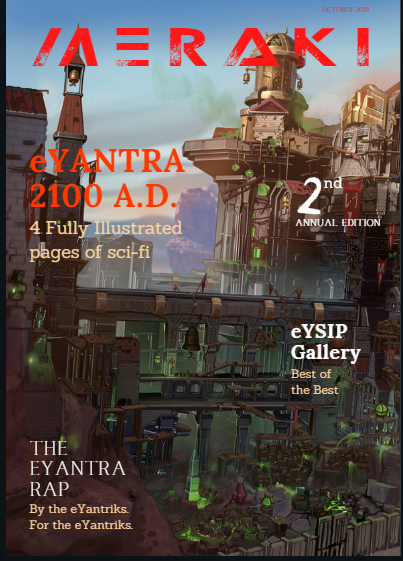 OCTOBER 2018
MERAKI
eYANTRA
2100 A.D.
4 Fully Illustrated
pages of sci-fi
2nd
ANNUAL EDITION
eYSIP
Gallery
Best of
the Best
THE
EYANTRA
RAP
By the eYantriks.
For the eYantriks.